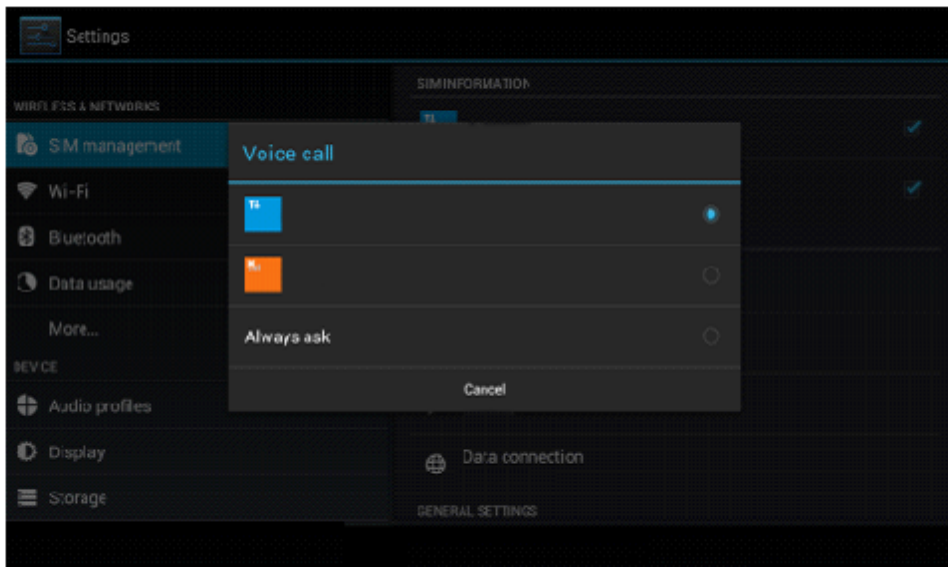 Settings
WIRELESS & NETWORKS
SIM management
Wi-Fi
Bluetooth
Data usage
More...
DEVICE
Audio profiles
Display
Storage
SIM INFORMATION
Voice call
Always ask
Cancel
Data connection
GENERAL SETTINGS